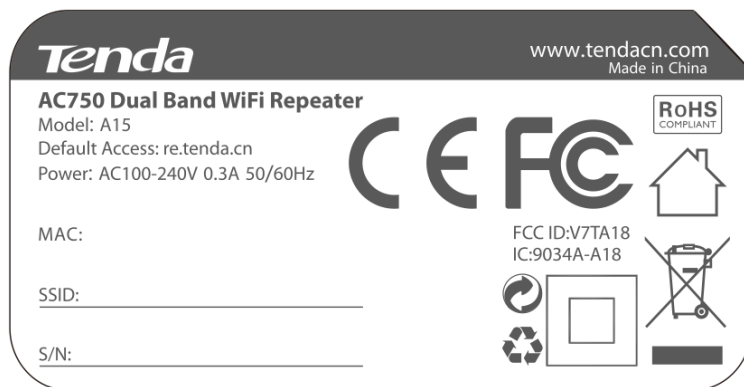 Tenda
www.tendacn.com
Made in China
AC750 Dual Band WiFi Repeater
Model: A15
Default Access: re.tenda.cn
Power: AC100-240V 0.3A 50/60Hz
CE FC
RoHS
COMPLIANT
MAC:
FCC ID:V7TA18
IC:9034A-A18
SSID:
S/N: